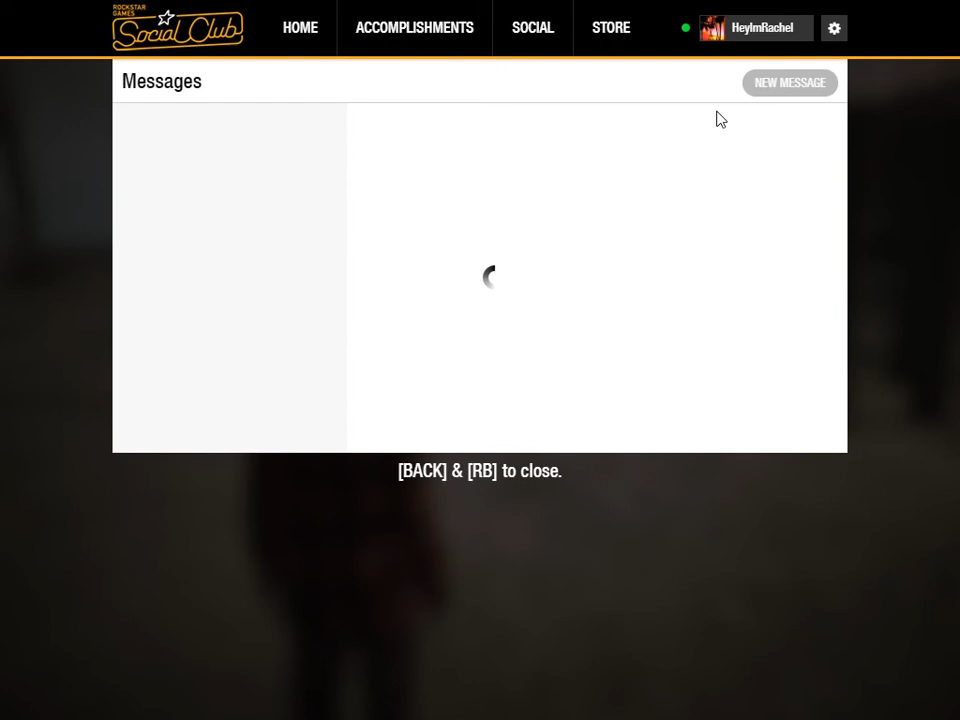 ROCKSTAR
GAMES
Social Club
HOME
ACCOMPLISHMENTS
SOCIAL
STORE
HeyImRachel
Messages
NEW MESSAGE
[BACK] & [RB] to close.